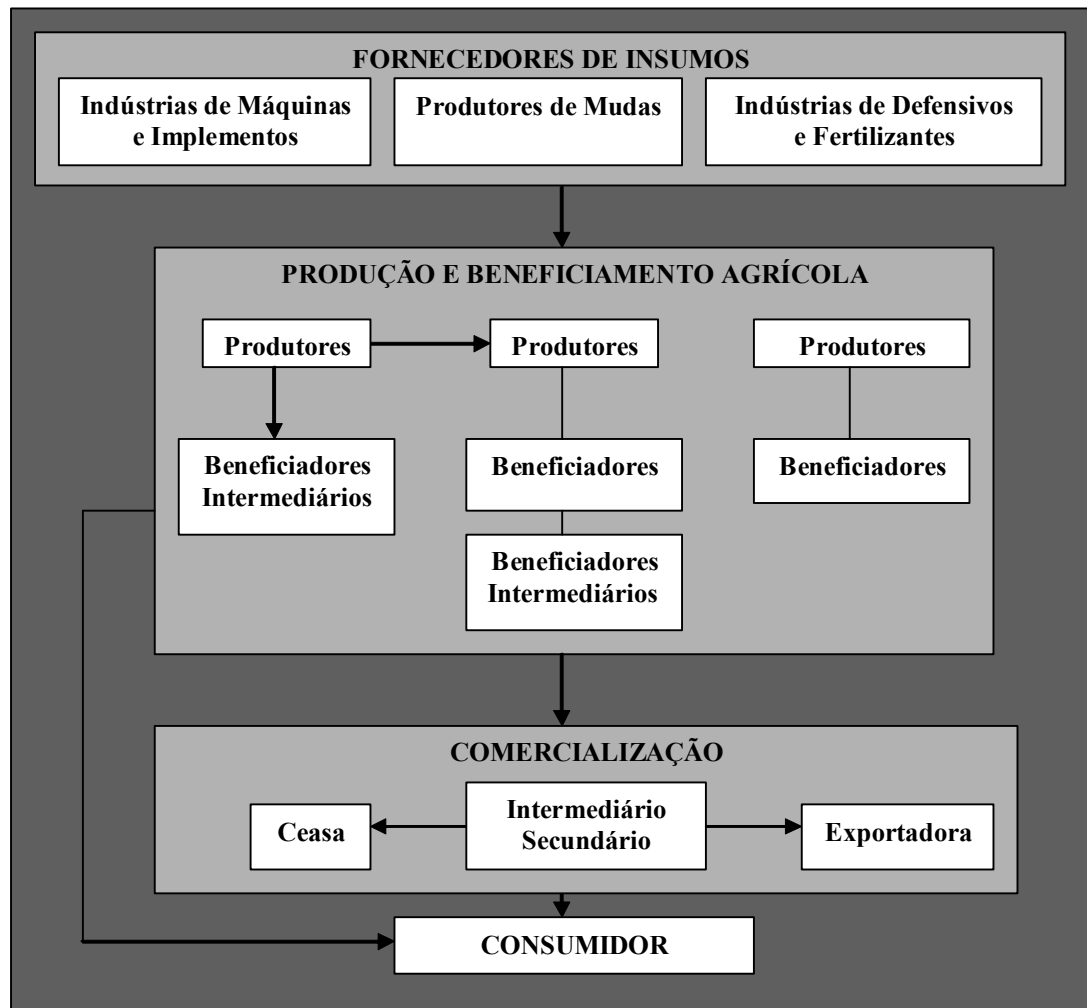 FORNECEDORES DE INSUMOS
Indústrias de Máquinas
e Implementos
Produtores de Mudas
Indústrias de Defensivos
e Fertilizantes
PRODUÇÃO E BENEFICIAMENTO AGRÍCOLA
Produtores
Produtores
Produtores
Beneficiadores
Intermediários
Beneficiadores
Beneficiadores
Beneficiadores
Intermediários
COMERCIALIZAÇÃO
Ceasa
Intermediário
Secundário
Exportadora
CONSUMIDOR